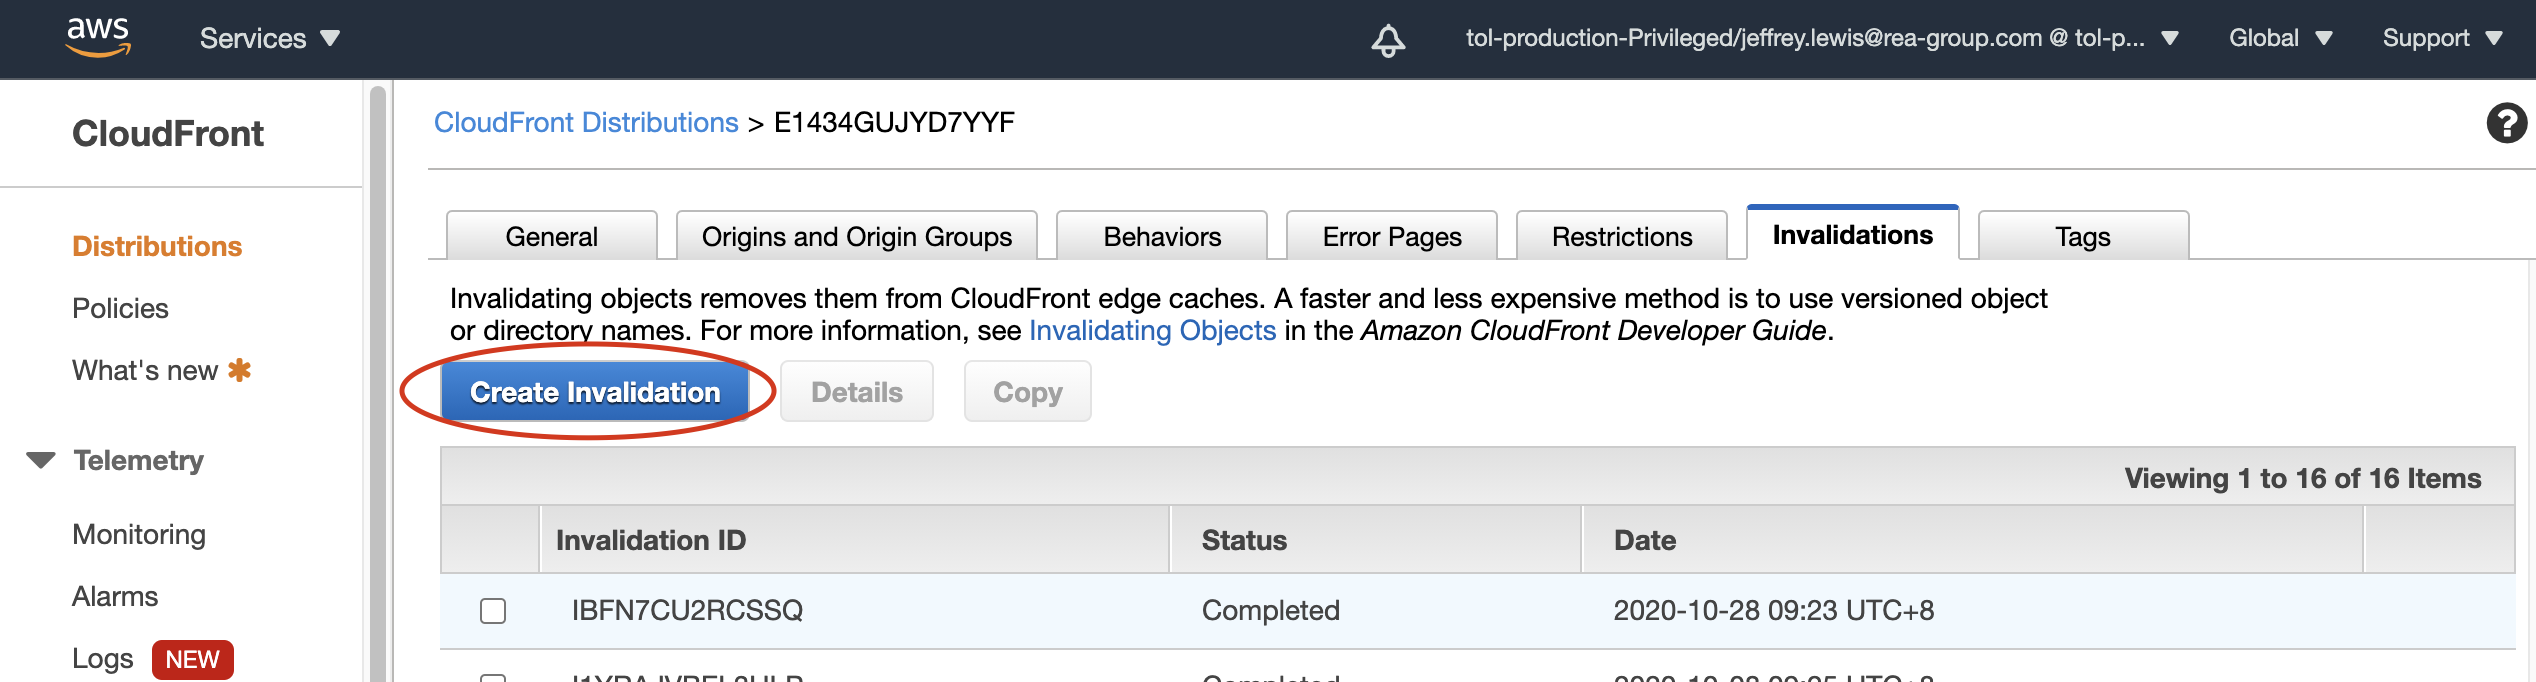 aws
Services
tol-production-Privileged/jeffrey.lewis@rea-group.com @ tol-p...
Global
Support
CloudFront
Distributions
Policies
What's new
Telemetry
Monitoring
Alarms
Logs NEW
CloudFront Distributions > E1434GUJYD7YYF
General
Origins and Origin Groups
Behaviors
Error Pages
Restrictions
Invalidations
Tags
Invalidating objects removes them from CloudFront edge caches. A faster and less expensive method is to use versioned object
or directory names. For more information, see Invalidating Objects in the Amazon CloudFront Developer Guide.
Create Invalidation
Details
Copy
Viewing 1 to 16 of 16 Items
Invalidation ID Status Date
IBFN7CU2RCSSQ Completed 2020-10-28 09:23 UTC+8
Completed